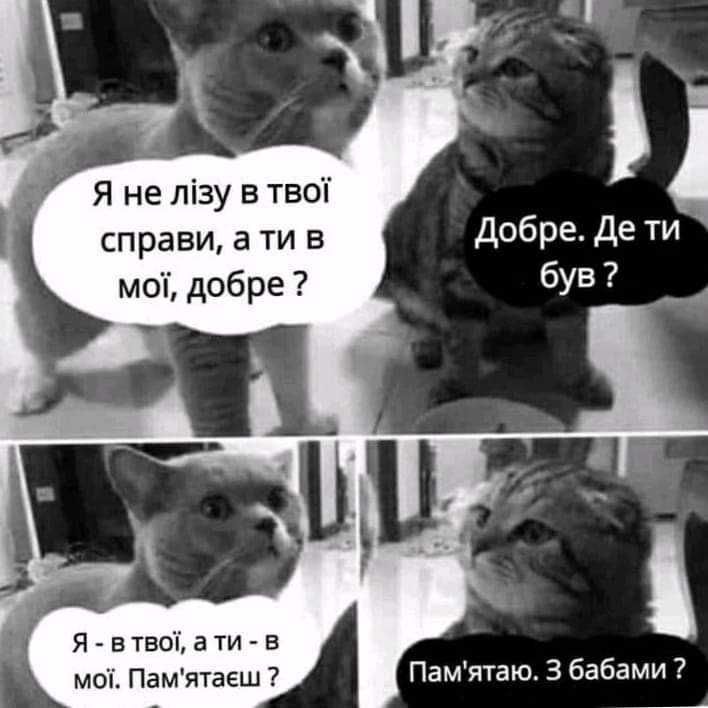 Я не лізу в твої
справи, а ти в
мої, добре ?
Добре. Де ти
був ?
Я - в твої, а ти - в
мої. Пам'ятаєш ?
Пам'ятаю. З бабами ?